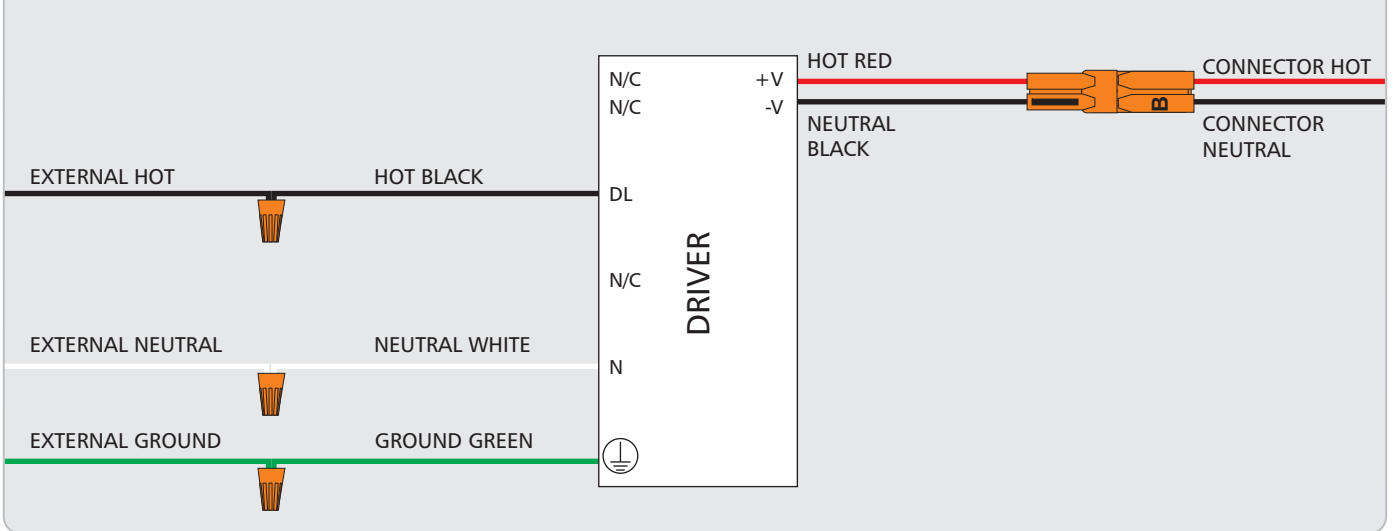 HOT RED
CONNECTOR HOT
N/C +V
N/C -V
NEUTRAL
BLACK
B
CONNECTOR
NEUTRAL
EXTERNAL HOT
HOT BLACK
DL
N/C
DRIVER
EXTERNAL NEUTRAL
NEUTRAL WHITE
N
EXTERNAL GROUND
GROUND GREEN